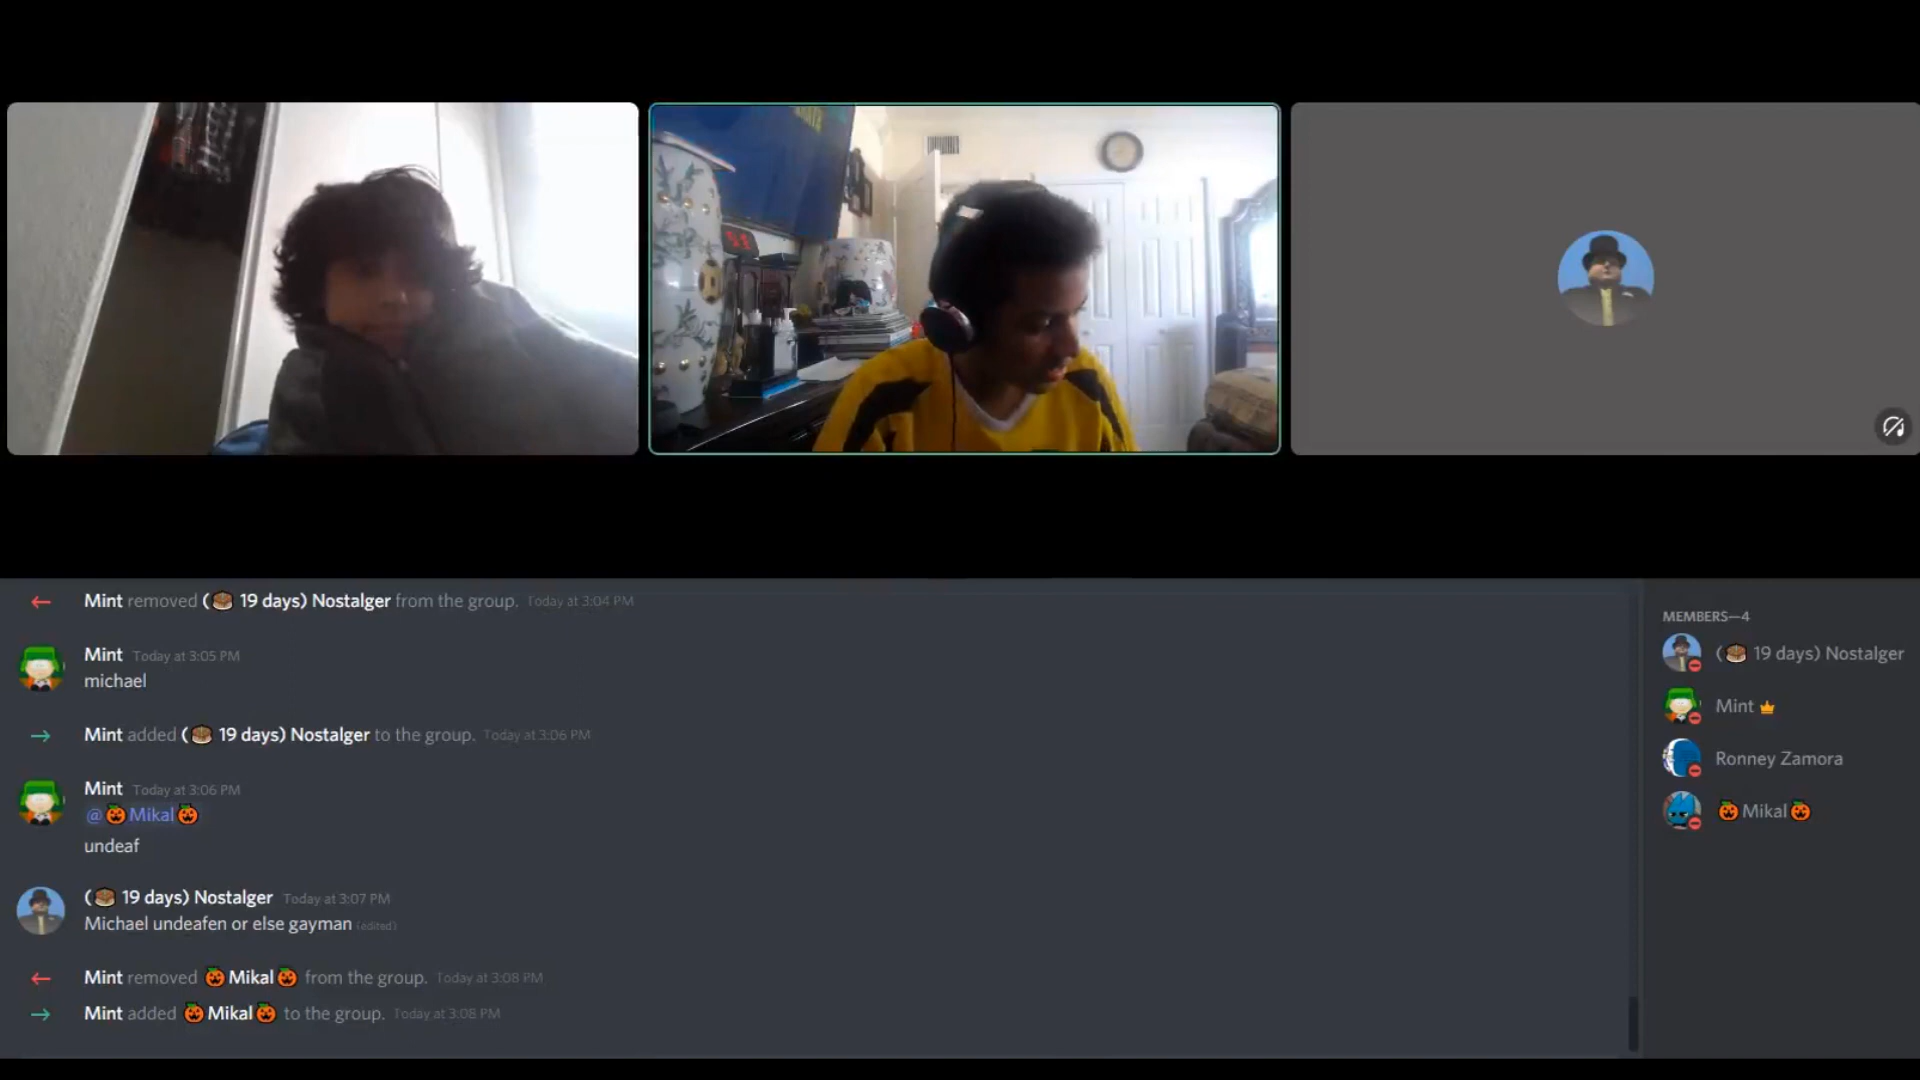 Mint removed (🎂 19 days) Nostalger from the group. Today at 3:04 PM
Mint Today at 3:05 PM
michael
Mint added (🎂 19 days) Nostalger to the group. Today at 3:06 PM
Mint Today at 3:06 PM
@🎃Mikal🎃
undeaf
(🎂 19 days) Nostalger Today at 3:07 PM
Michael undeafen or else gayman (edited)
Mint removed 🎃Mikal🎃 from the group. Today at 3:08 PM
Mint added 🎃Mikal🎃 to the group. Today at 3:08 PM
MEMBERS—4
(🎂 19 days) Nostalger
Mint
Ronney Zamora
🎃Mikal🎃